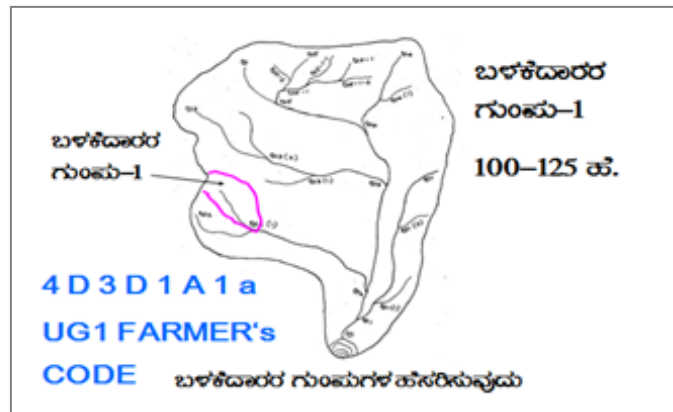 ಬಳಕೆದಾರರ
ಗುಂಪು–1
100–125 ಹೆ.
ಬಳಕೆದಾರರ
ಗುಂಪು–1
4 D 3 D 1 A 1 a
UG1 FARMER's
CODE
ಬಳಕೆದಾರರ ಗುಂಪುಗಳ ಹೆಸರಿಸುವುದು